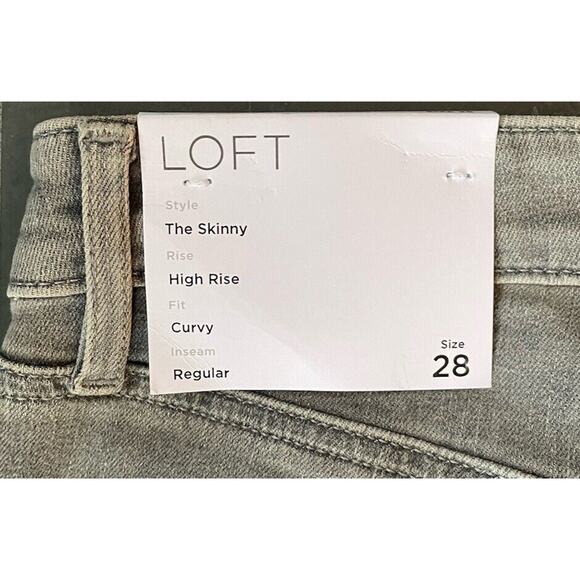 LOFT
Style
The Skinny
Rise
High Rise
Fit
Curvy
Inseam
Regular
Size
28